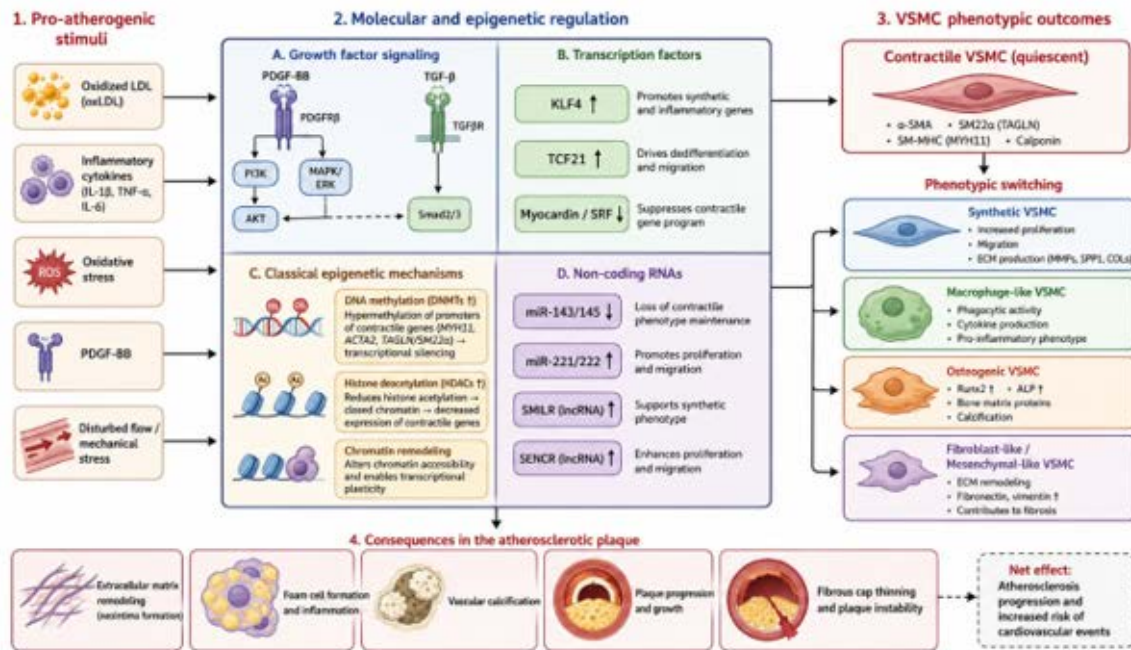 1. Pro-atherogenic
stimuli
Oxidized LDL
(oxLDL)
Inflammatory
cytokines
(IL-1β, TNF-α,
IL-6)
ROS
Oxidative
stress
PDGF-BB
Disturbed flow /
mechanical
stress
2. Molecular and epigenetic regulation
A. Growth factor signaling
PDGF-BB
TGF-β
PDGFRβ
TGFβR
PI3K
MAPK/
ERK
AKT
Smad2/3
B. Transcription factors
KLF4 ↑
Promotes synthetic
and inflammatory genes
TCF21 ↑
Drives dedifferentiation
and migration
Myocardin / SRF ↓
Suppresses contractile
gene program
C. Classical epigenetic mechanisms
DNA methylation (DNMTs ↑)
Hypermethylation of promoters
of contractile genes (MYH11,
ACTA2, TAGLN/SM22α) →
transcriptional silencing
Ac
Ac
Histone deacetylation (HDACs ↑)
Reduces histone acetylation →
closed chromatin → decreased
expression of contractile genes
Chromatin remodeling
Alters chromatin accessibility
and enables transcriptional
plasticity
D. Non-coding RNAs
miR-143/145 ↓
Loss of contractile
phenotype maintenance
miR-221/222 ↑
Promotes proliferation
and migration
SMILR (lncRNA) ↑
Supports synthetic
phenotype
SENCR (lncRNA) ↑
Enhances proliferation
and migration
3. VSMC phenotypic outcomes
Contractile VSMC (quiescent)
• α-SMA • SM22α (TAGLN)
• SM-MHC (MYH11) • Calponin
Phenotypic switching
Synthetic VSMC
• Increased proliferation
• Migration
• ECM production (MMPs, SPP1, COLs)
Macrophage-like VSMC
• Phagocytic activity
• Cytokine production
• Pro-inflammatory phenotype
Osteogenic VSMC
• Runx2 ↑ • ALP ↑
• Bone matrix proteins
• Calcification
Fibroblast-like /
Mesenchymal-like VSMC
• ECM remodeling
• Fibronectin, vimentin ↑
• Contributes to fibrosis
4. Consequences in the atherosclerotic plaque
Extracellular matrix
remodeling
(neointima formation)
Foam cell formation
and inflammation
Vascular calcification
Plaque progression
and growth
Fibrous cap thinning
and plaque instability
Net effect:
Atherosclerosis
progression and
increased risk of
cardiovascular events